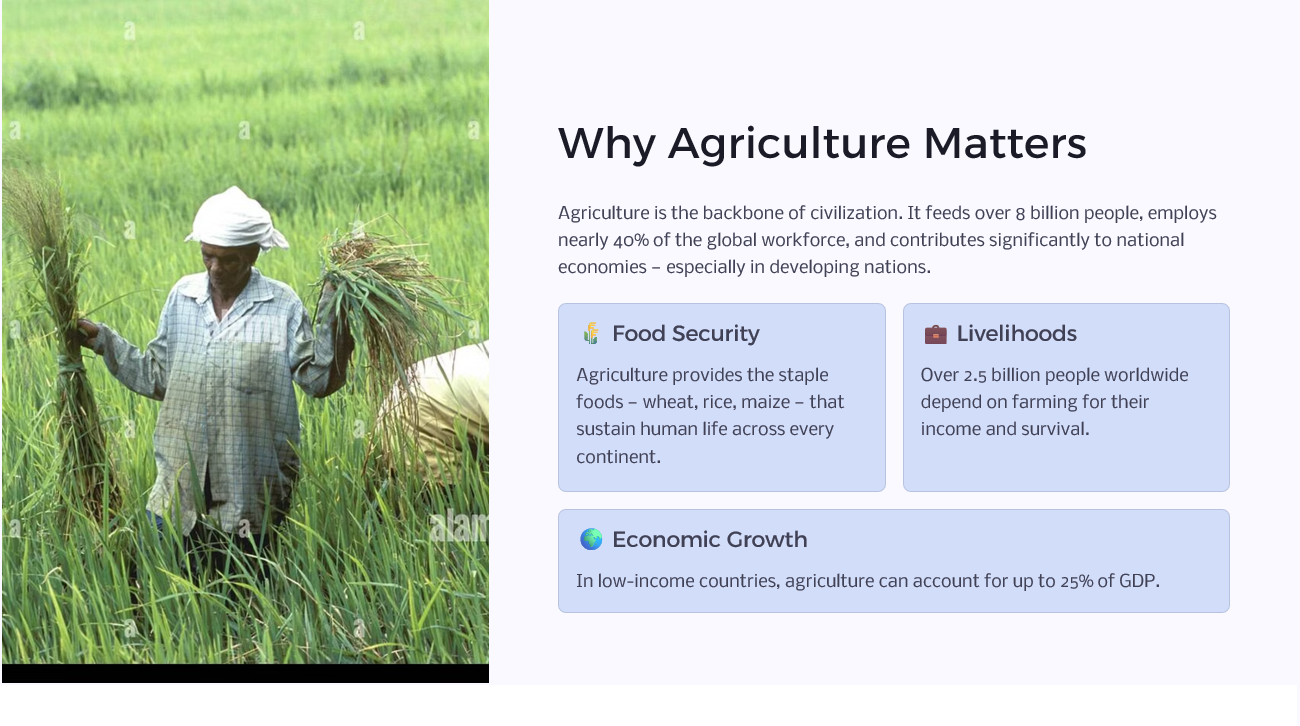 Why Agriculture Matters
Agriculture is the backbone of civilization. It feeds over 8 billion people, employs
nearly 40% of the global workforce, and contributes significantly to national
economies – especially in developing nations.
Food Security
Agriculture provides the staple
foods – wheat, rice, maize – that
sustain human life across every
continent.
Livelihoods
Over 2.5 billion people worldwide
depend on farming for their
income and survival.
Economic Growth
In low-income countries, agriculture can account for up to 25% of GDP.
a
a
a
a
a
a
a
alamy
a
a
a
a
a
alam
a
a